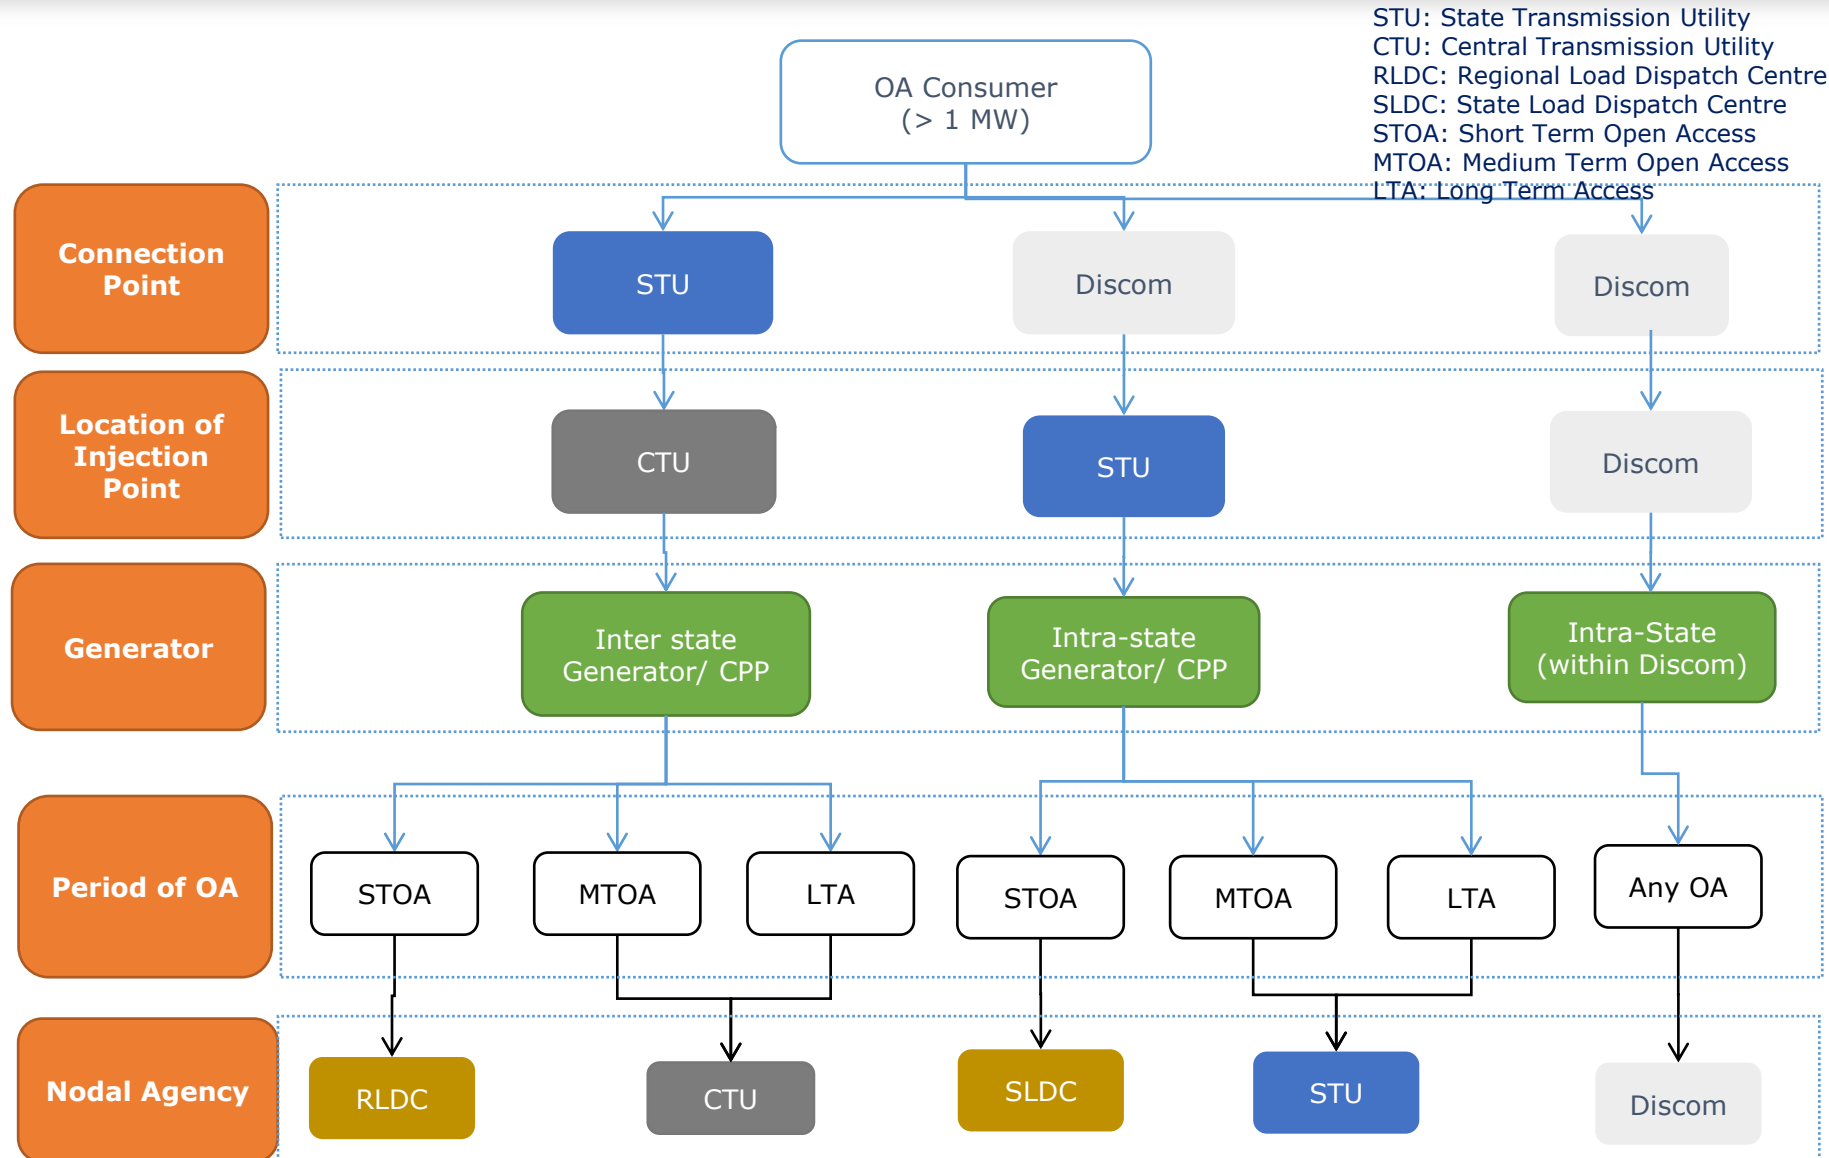 STU: State Transmission Utility
CTU: Central Transmission Utility
RLDC: Regional Load Dispatch Centre
SLDC: State Load Dispatch Centre
STOA: Short Term Open Access
MTOA: Medium Term Open Access
LTA: Long Term Access
OA Consumer
(> 1 MW)
Connection
Point
STU
Discom
Discom
Location of
Injection
Point
CTU
STU
Discom
Generator
Inter state
Generator/ CPP
Intra-state
Generator/ CPP
Intra-State
(within Discom)
Period of OA
STOA
MTOA
LTA
STOA
MTOA
LTA
Any OA
Nodal Agency
RLDC
CTU
SLDC
STU
Discom